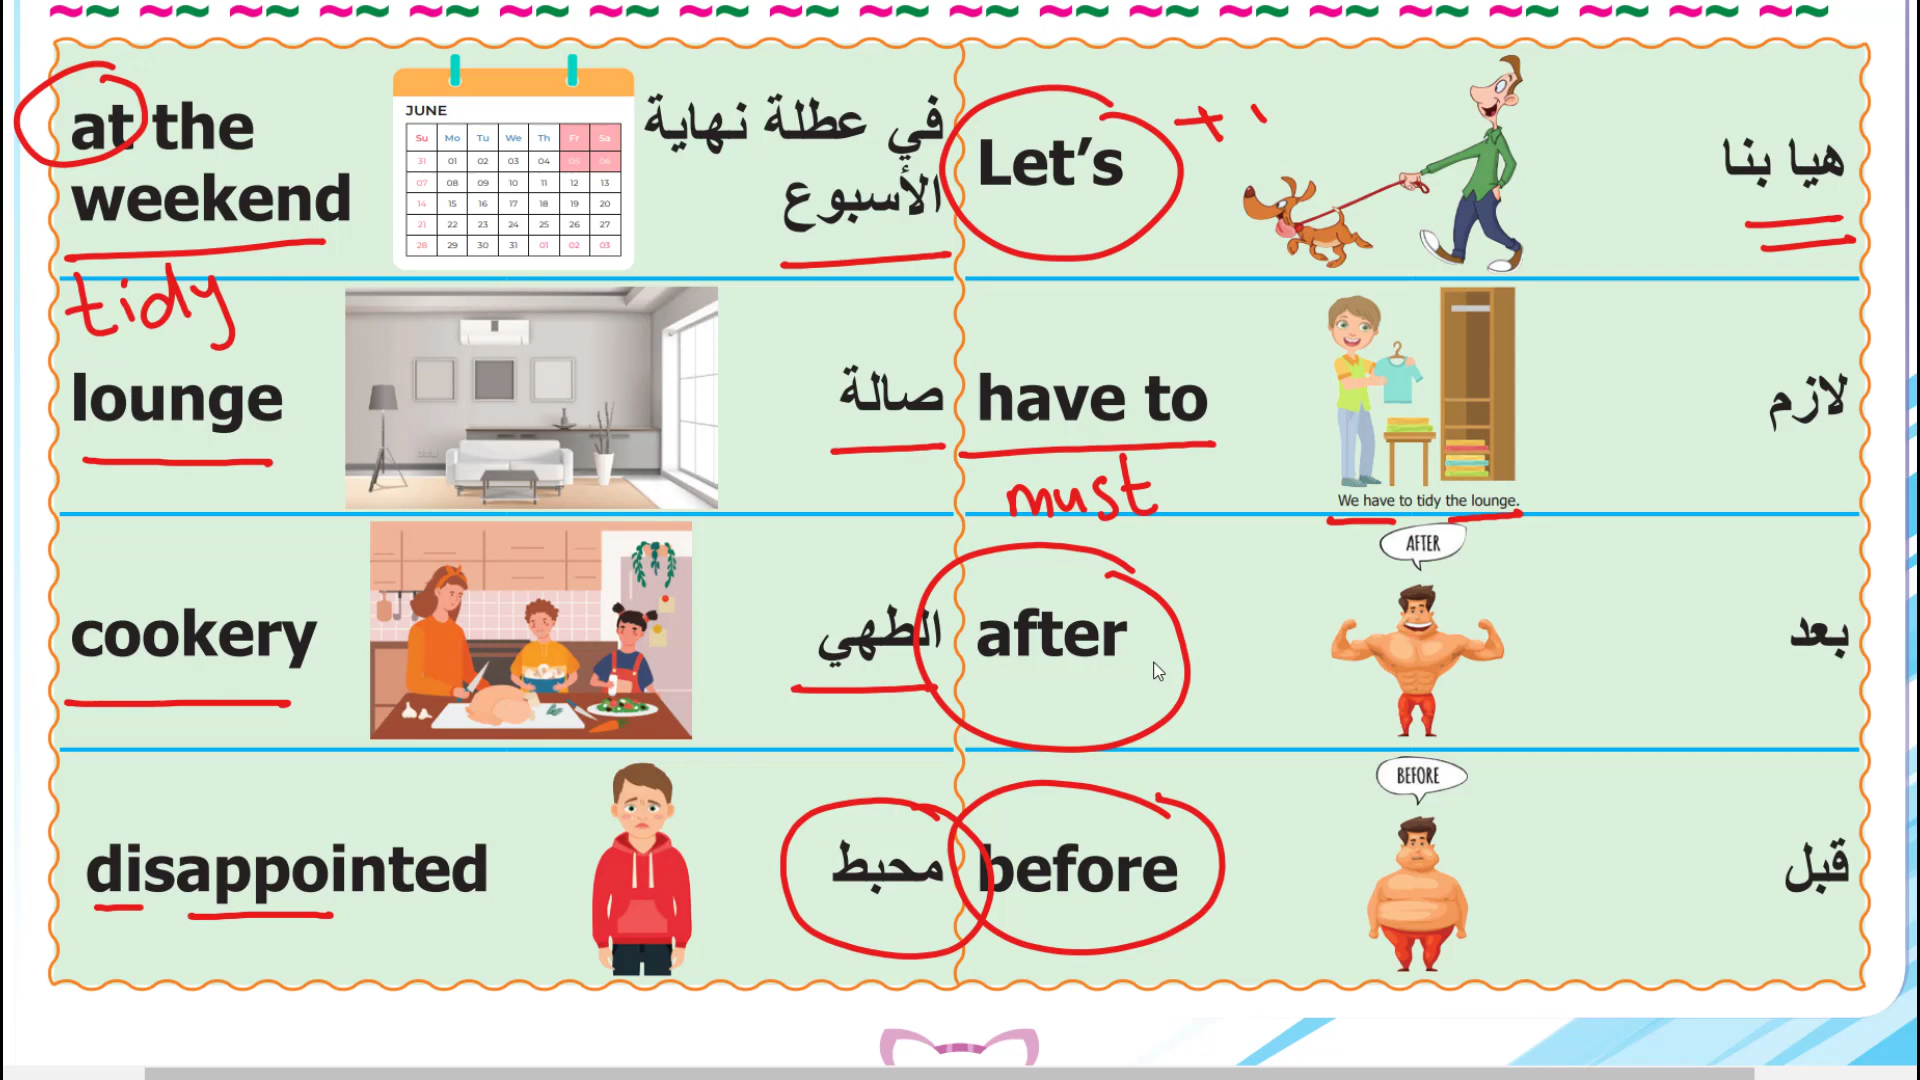 at the
weekend
JUNE
Su Mo Tu We Th Fr Sa
31 01 02 03 04 05 06
07 08 09 10 11 12 13
14 15 16 17 18 19 20
21 22 23 24 25 26 27
28 29 30 31 01 02 03
في عطلة نهاية
الأسبوع
Let's
+
هيا بنا
tidy
lounge
صالة
have to
must
We have to tidy the lounge.
لازم
cookery
الطهي
after
AFTER
بعد
disappointed
محبط
before
BEFORE
قبل